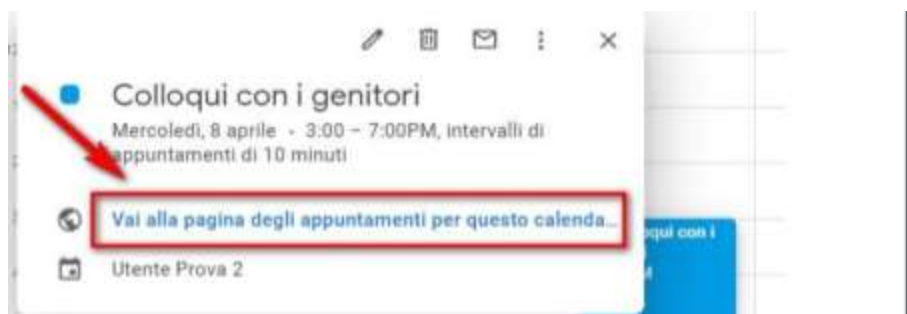 Colloqui con i genitori
Mercoledì, 8 aprile • 3:00 – 7:00PM, intervalli di
appuntamenti di 10 minuti
Vai alla pagina degli appuntamenti per questo calenda...
qui con i
Utente Prova 2